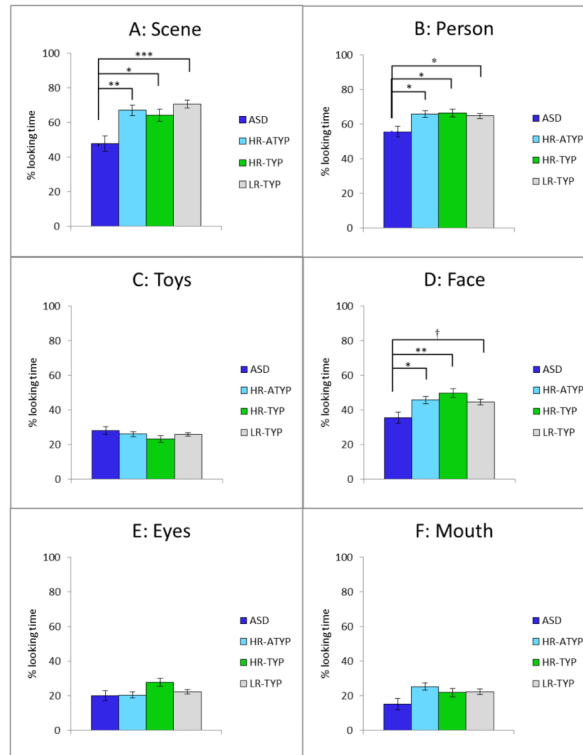 A: Scene
100
80
60
40
20
0
% looking time
***
*
**
ASD
HR-ATYP
HR-TYP
LR-TYP
B: Person
100
80
60
40
20
0
% looking time
*
*
*
ASD
HR-ATYP
HR-TYP
LR-TYP
C: Toys
100
80
60
40
20
0
% looking time
ASD
HR-ATYP
HR-TYP
LR-TYP
D: Face
100
80
60
40
20
0
% looking time
†
**
*
ASD
HR-ATYP
HR-TYP
LR-TYP
E: Eyes
100
80
60
40
20
0
% looking time
ASD
HR-ATYP
HR-TYP
LR-TYP
F: Mouth
100
80
60
40
20
0
% looking time
ASD
HR-ATYP
HR-TYP
LR-TYP